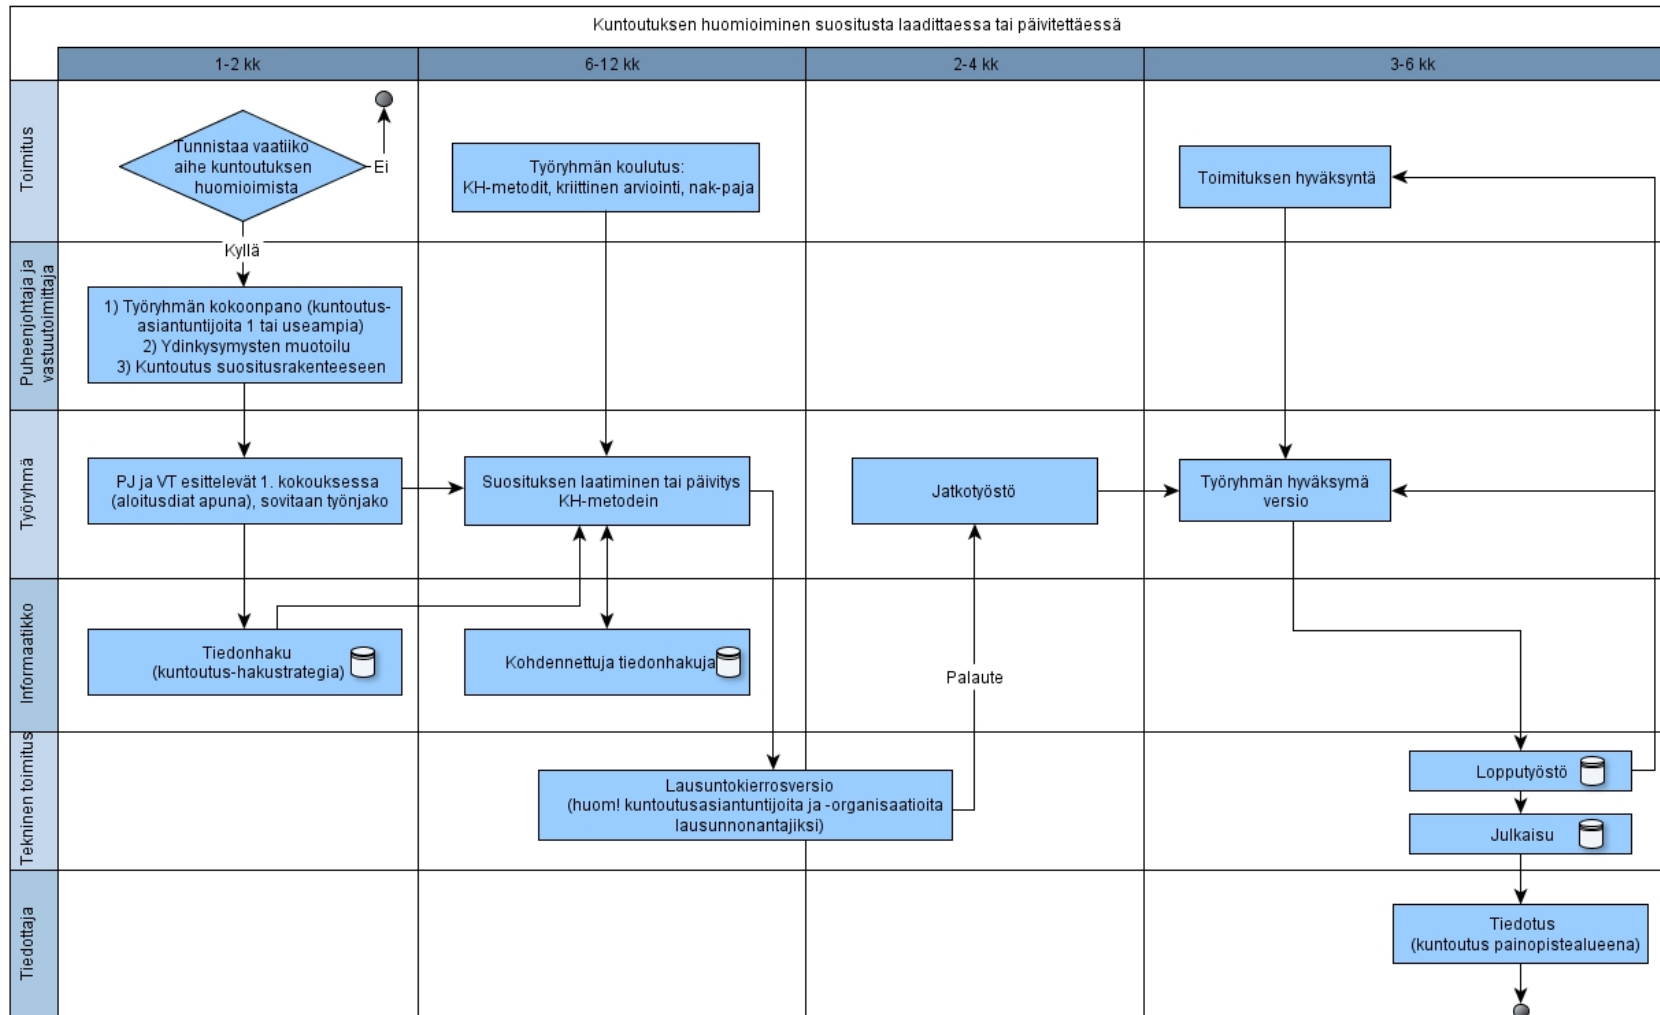 Kuntoutuksen huomioiminen suositusta laadittaessa tai päivitettäessä
1-2 kk
6-12 kk
2-4 kk
3-6 kk
Toimitus
Tunnistaa vaatiiko
aihe kuntoutuksen
huomioimista
Ei
Kyllä
Työryhmän koulutus:
KH-metodit, kriittinen arviointi, nak-paja
Toimituksen hyväksyntä
Puheenjohtaja ja
vastuutoimittaja
1) Työryhmän kokoonpano (kuntoutus-
asiantuntijoita 1 tai useampia)
2) Ydinkysymysten muotoilu
3) Kuntoutus suositusrakenteeseen
Työryhmä
PJ ja VT esittelevät 1. kokouksessa
(aloitusdiat apuna), sovitaan työnjako
Suosituksen laatiminen tai päivitys
KH-metodein
Jatkotyöstö
Työryhmän hyväksymä
versio
Informaatikko
Tiedonhaku
(kuntoutus-hakustrategia)
Kohdennettuja tiedonhakuja
Palaute
Tekninen toimitus
Lausuntokierrosversio
(huom! kuntoutusasiantuntijoita ja -organisaatioita
lausunnonantajiksi)
Lopputyöstö
Julkaisu
Tiedottaja
Tiedotus
(kuntoutus painopistealueena)